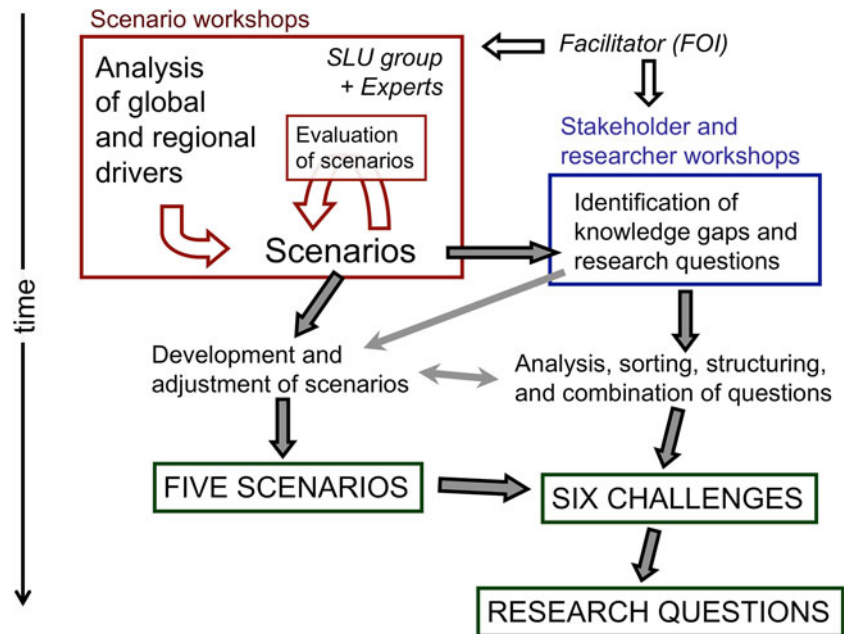 Scenario workshops
Analysis
of global
and regional
drivers
SLU group
+ Experts
Evaluation
of scenarios
Scenarios
Facilitator (FOI)
Stakeholder and
researcher workshops
Identification of
knowledge gaps and
research questions
time
Development and
adjustment of scenarios
Analysis, sorting, structuring,
and combination of questions
FIVE SCENARIOS
SIX CHALLENGES
RESEARCH QUESTIONS